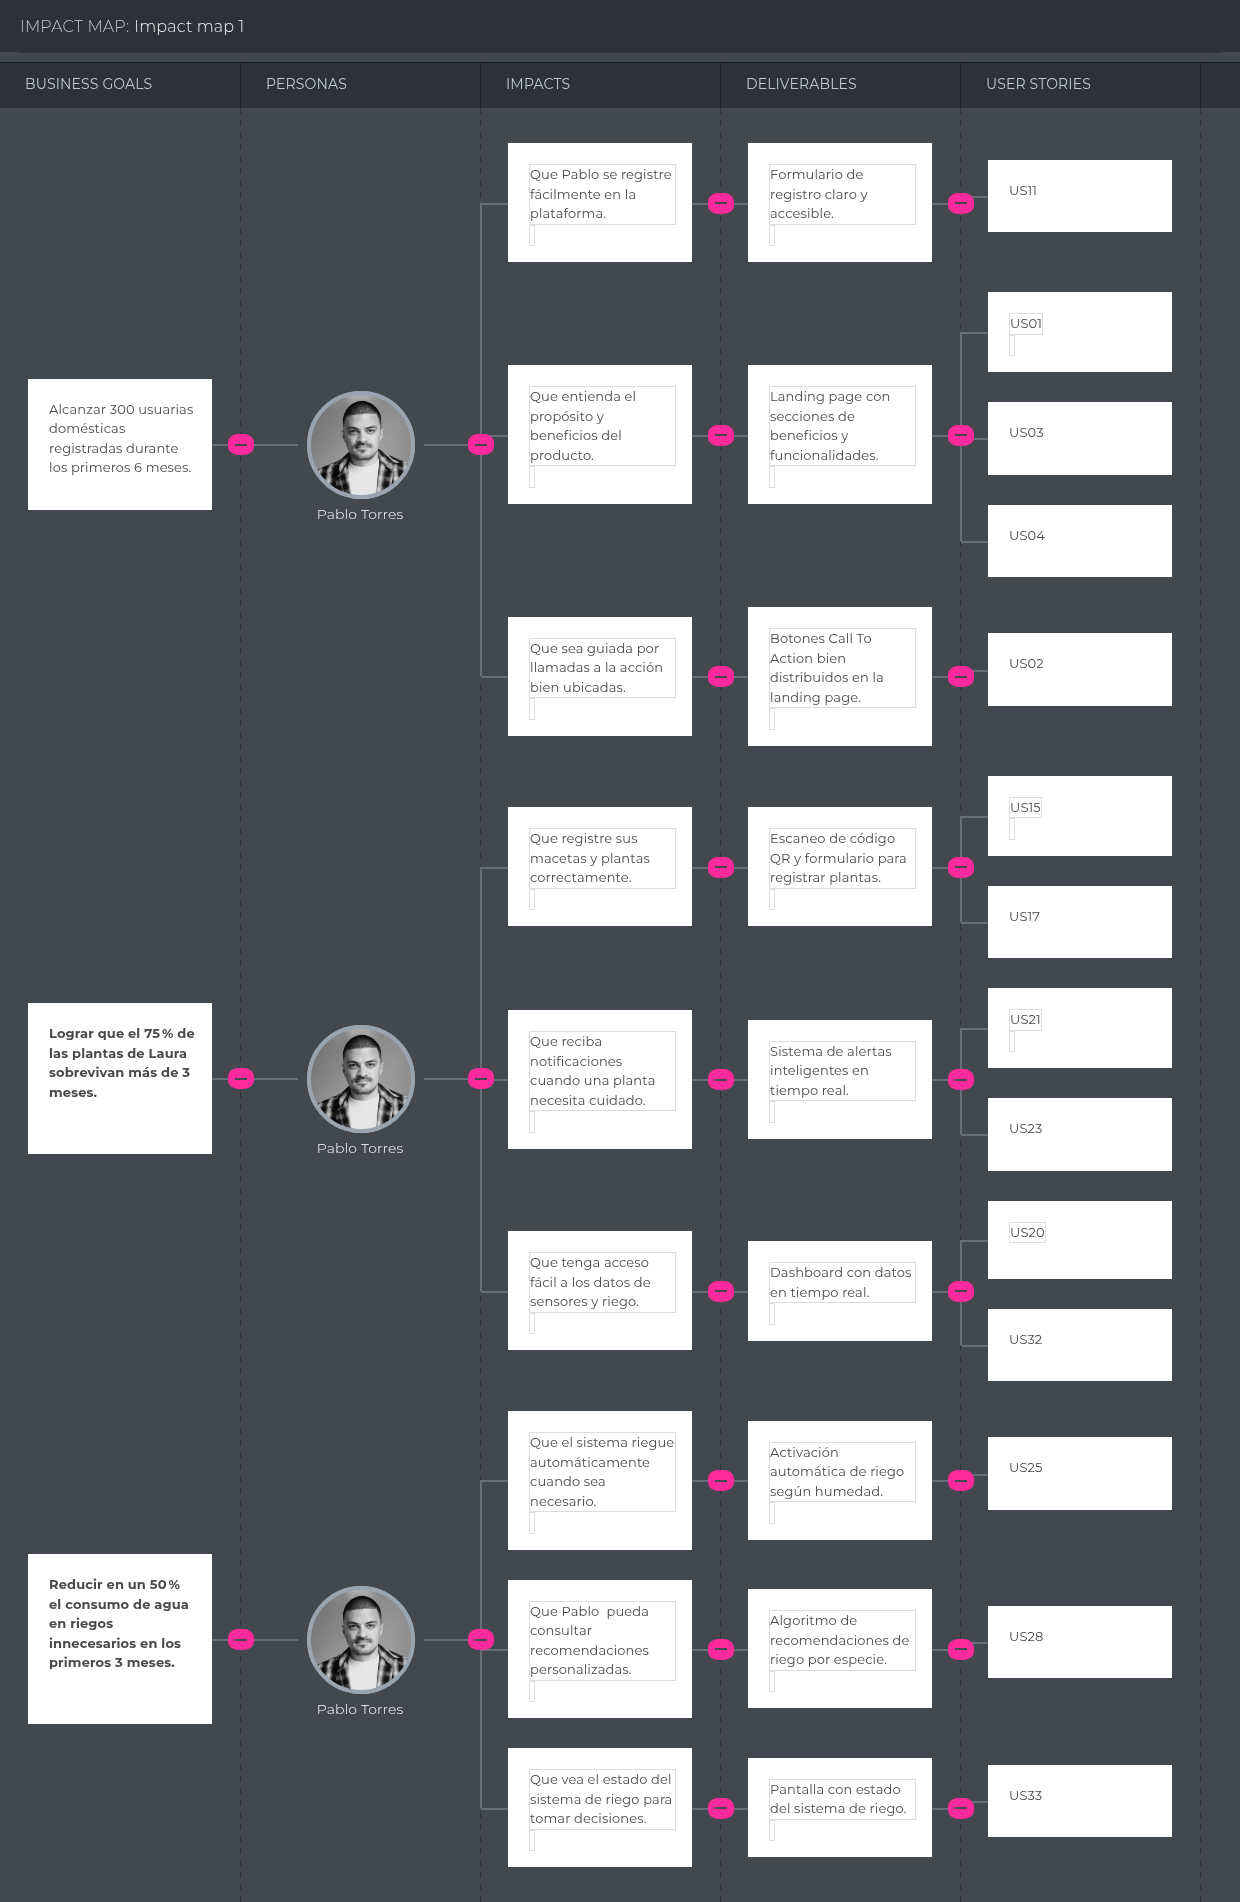 IMPACT MAP: Impact map 1
BUSINESS GOALS
PERSONAS
IMPACTS
DELIVERABLES
USER STORIES
Alcanzar 300 usuarias
domésticas
registradas durante
los primeros 6 meses.
Pablo Torres
Que Pablo se registre
fácilmente en la
plataforma.
Formulario de
registro claro y
accesible.
US11
Que entienda el
propósito y
beneficios del
producto.
Landing page con
secciones de
beneficios y
funcionalidades.
US01
US03
US04
Que sea guiada por
llamadas a la acción
bien ubicadas.
Botones Call To
Action bien
distribuidos en la
landing page.
US02
Lograr que el 75 % de
las plantas de Laura
sobrevivan más de 3
meses.
Pablo Torres
Que registre sus
macetas y plantas
correctamente.
Escaneo de código
QR y formulario para
registrar plantas.
US15
US17
Que reciba
notificaciones
cuando una planta
necesita cuidado.
Sistema de alertas
inteligentes en
tiempo real.
US21
US23
Que tenga acceso
fácil a los datos de
sensores y riego.
Dashboard con datos
en tiempo real.
US20
US32
Reducir en un 50 %
el consumo de agua
en riegos
innecesarios en los
primeros 3 meses.
Pablo Torres
Que el sistema riegue
automáticamente
cuando sea
necesario.
Activación
automática de riego
según humedad.
US25
Que Pablo  pueda
consultar
recomendaciones
personalizadas.
Algoritmo de
recomendaciones de
riego por especie.
US28
Que vea el estado del
sistema de riego para
tomar decisiones.
Pantalla con estado
del sistema de riego.
US33